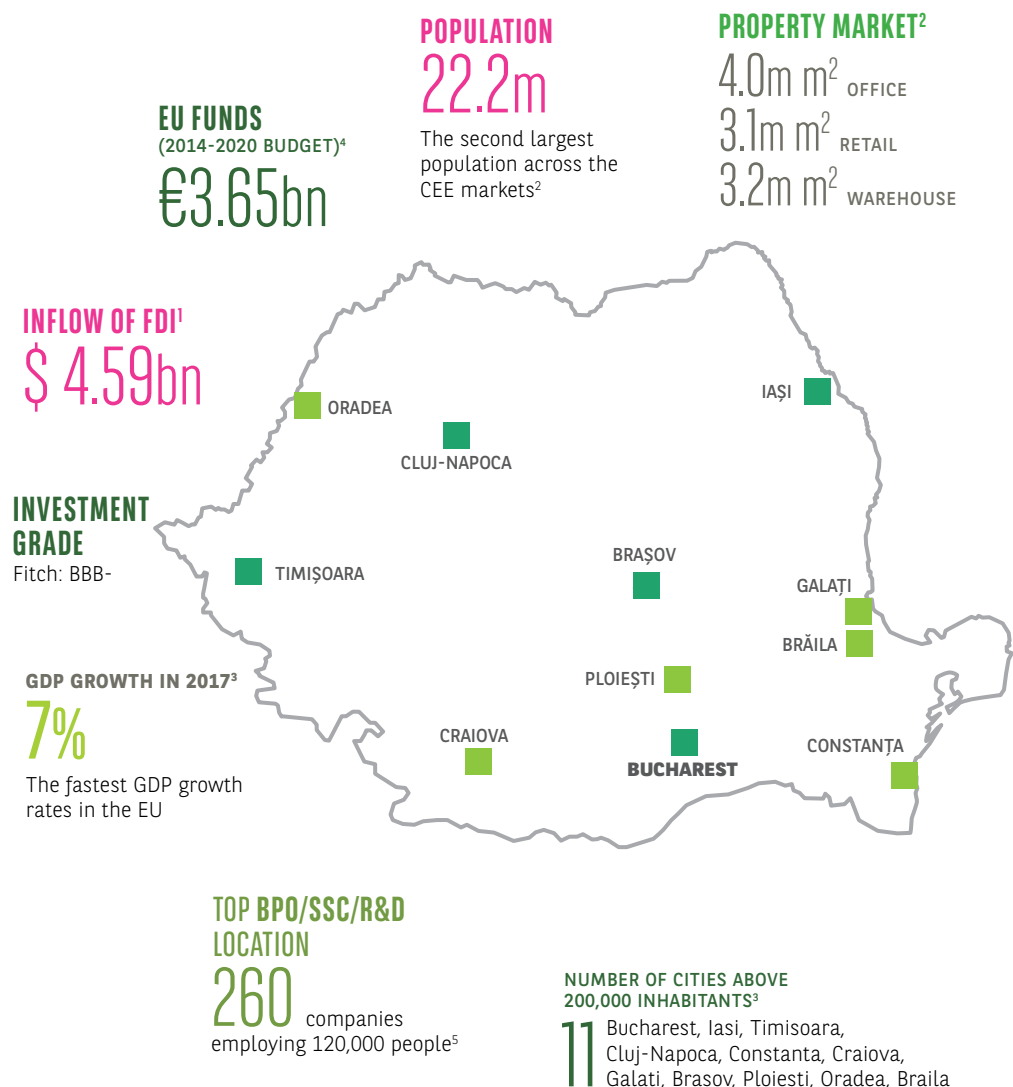 POPULATION
22.2m
The second largest
population across the
CEE markets²
PROPERTY MARKET²
4.0m m² OFFICE
3.1m m² RETAIL
3.2m m² WAREHOUSE
EU FUNDS
(2014-2020 BUDGET)⁴
€3.65bn
INFLOW OF FDI¹
$ 4.59bn
ORADEA
IAȘI
CLUJ-NAPOCA
INVESTMENT
GRADE
Fitch: BBB-
TIMIȘOARA
BRAȘOV
GALAȚI
BRĂILA
PLOIEȘTI
GDP GROWTH IN 2017³
7%
The fastest GDP growth
rates in the EU
CRAIOVA
BUCHAREST
CONSTANȚA
TOP BPO/SSC/R&D
LOCATION
260 companies
employing 120,000 people⁵
NUMBER OF CITIES ABOVE
200,000 INHABITANTS³
11 Bucharest, Iasi, Timisoara,
Cluj-Napoca, Constanta, Craiova,
Galati, Brasov, Ploiesti, Oradea, Braila